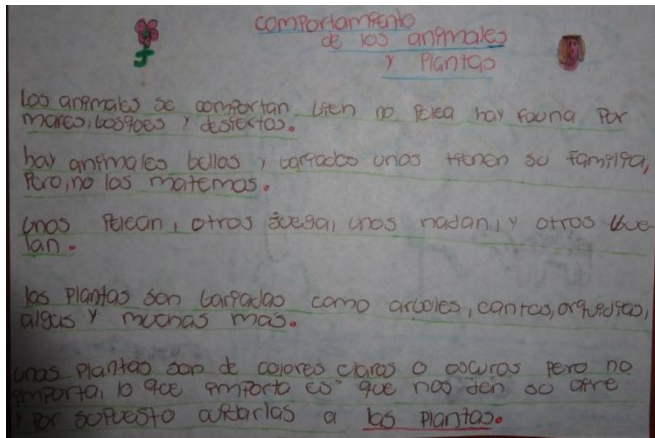 comportamiento
de los animales
y Plantas
Los animales se comportan bien no Pelea hay fauna Por
mares, bosques y desiertos.
hay animales bellos, variados unos tienen su familia,
Pero, no los matemos.
unos Pelean, otros juega, unos nadan, y otros vue
lan.
las Plantas son bariadas como arboles, cantos, orquidias,
algas y muchas mas.
unas plantas son de colores claros o oscuros pero no
importa, lo que importa es que nos den su aire
y por supuesto cuidarlas a las plantas.